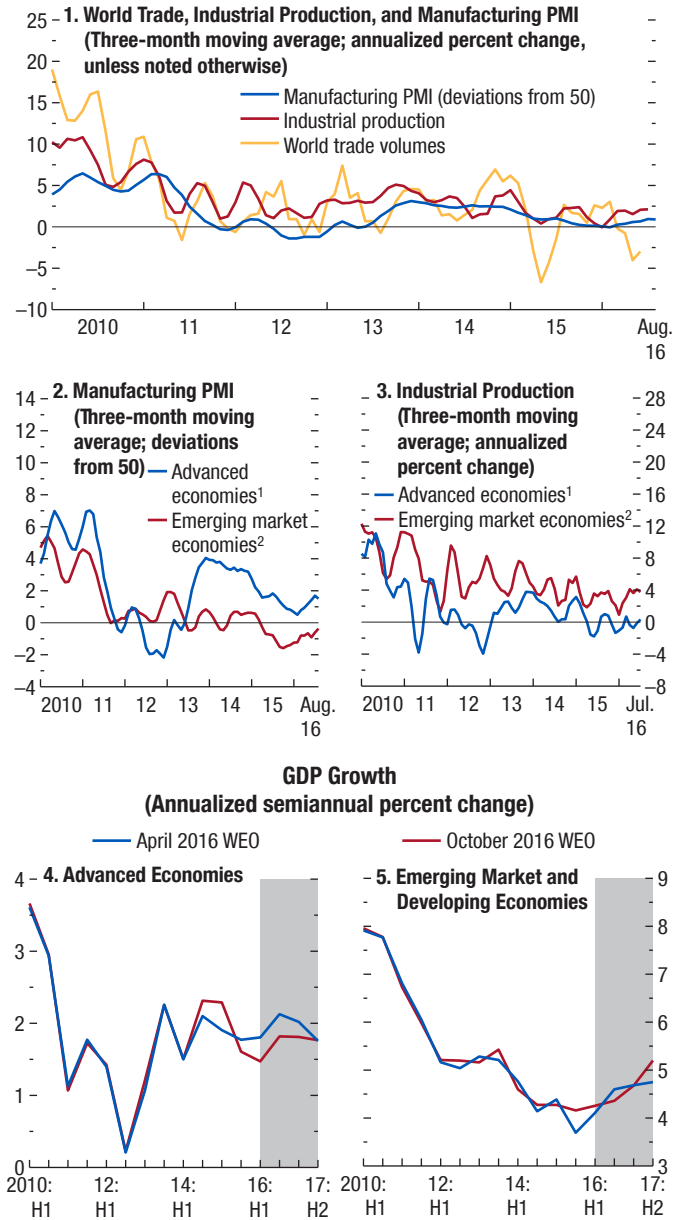 1. World Trade, Industrial Production, and Manufacturing PMI
(Three-month moving average; annualized percent change,
unless noted otherwise)
Manufacturing PMI (deviations from 50)
Industrial production
World trade volumes
25
20
15
10
5
0
–5
–10
2010 11 12 13 14 15 Aug.
16
2. Manufacturing PMI
(Three-month moving
average; deviations
from 50)
Advanced
economies¹
Emerging market
economies²
14
12
10
8
6
4
2
0
–2
–4
2010 11 12 13 14 15 Aug.
16
3. Industrial Production
(Three-month moving
average; annualized
percent change)
Advanced economies¹
Emerging market economies²
28
24
20
16
12
8
4
0
–4
–8
2010 11 12 13 14 15 Jul.
16
GDP Growth
(Annualized semiannual percent change)
April 2016 WEO
October 2016 WEO
4. Advanced Economies
4
3
2
1
0
2010: 12: 14: 16: 17:
H1 H1 H1 H1 H2
5. Emerging Market and
Developing Economies
9
8
7
6
5
4
3
2010: 12: 14: 16: 17:
H1 H1 H1 H1 H2